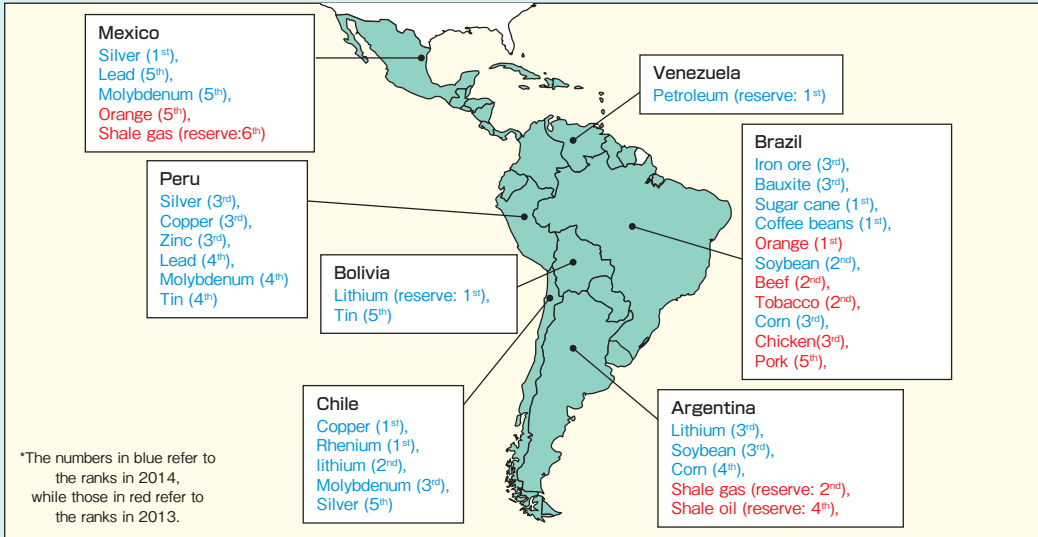 Mexico
Silver (1st),
Lead (5th),
Molybdenum (5th),
Orange (5th),
Shale gas (reserve:6th)
Venezuela
Petroleum (reserve: 1st)
Brazil
Iron ore (3rd),
Bauxite (3rd),
Sugar cane (1st),
Coffee beans (1st),
Orange (1st)
Soybean (2nd),
Beef (2nd),
Tobacco (2nd),
Corn (3rd),
Chicken(3rd),
Pork (5th),
Peru
Silver (3rd),
Copper (3rd),
Zinc (3rd),
Lead (4th),
Molybdenum (4th)
Tin (4th)
Bolivia
Lithium (reserve: 1st),
Tin (5th)
Chile
Copper (1st),
Rhenium (1st),
lithium (2nd),
Molybdenum (3rd),
Silver (5th)
Argentina
Lithium (3rd),
Soybean (3rd),
Corn (4th),
Shale gas (reserve: 2nd),
Shale oil (reserve: 4th),
*The numbers in blue refer to
the ranks in 2014,
while those in red refer to
the ranks in 2013.